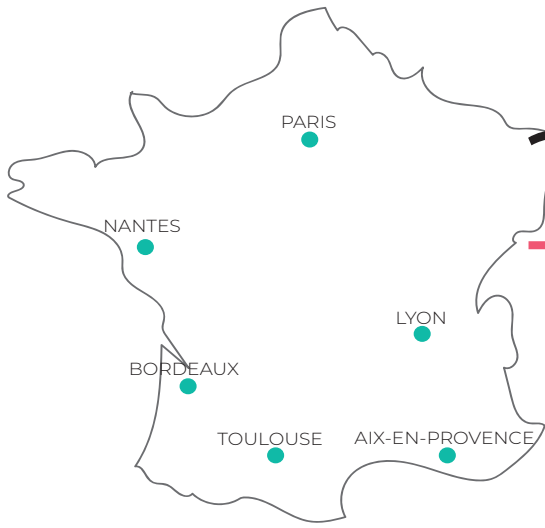 PARIS
NANTES
LYON
BORDEAUX
TOULOUSE
AIX-EN-PROVENCE